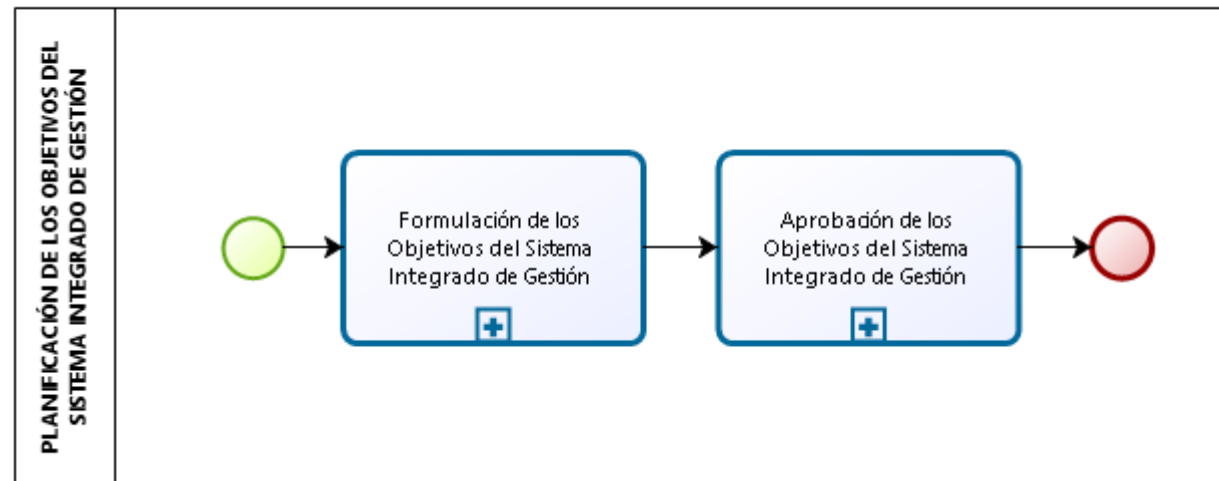 PLANIFICACIÓN DE LOS OBJETIVOS DEL
SISTEMA INTEGRADO DE GESTIÓN
Formulación de los
Objetivos del Sistema
Integrado de Gestión
Aprobación de los
Objetivos del Sistema
Integrado de Gestión